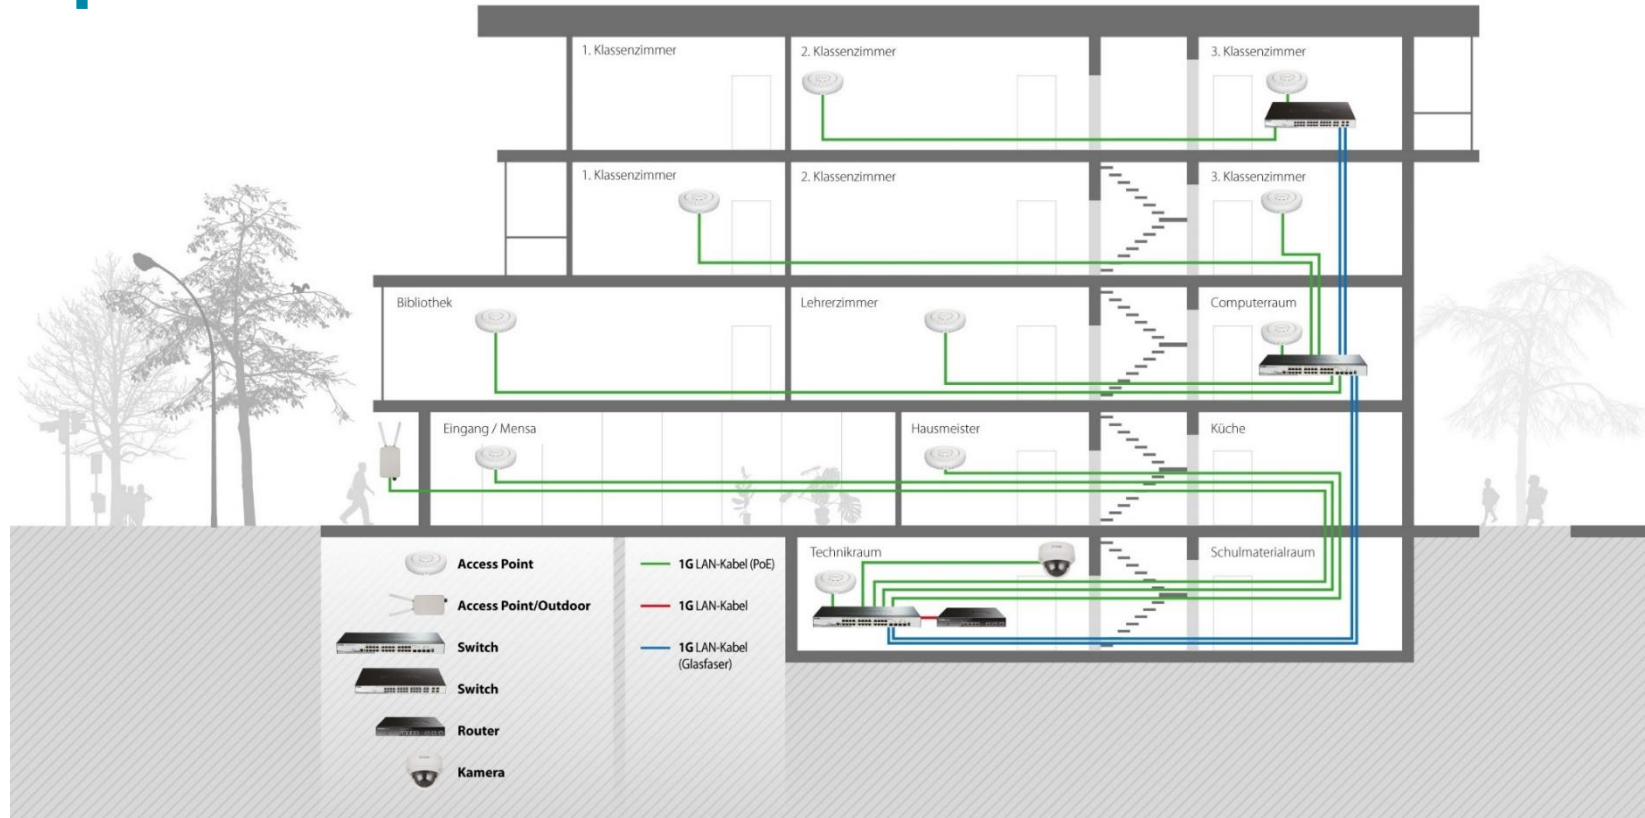 1. Klassenzimmer
2. Klassenzimmer
3. Klassenzimmer
1. Klassenzimmer
2. Klassenzimmer
3. Klassenzimmer
Bibliothek
Lehrerzimmer
Computerraum
Eingang / Mensa
Hausmeister
Küche
Technikraum
Schulmaterialraum
Access Point
Access Point/Outdoor
Switch
Switch
Router
Kamera
1G LAN-Kabel (PoE)
1G LAN-Kabel
1G LAN-Kabel
(Glasfaser)